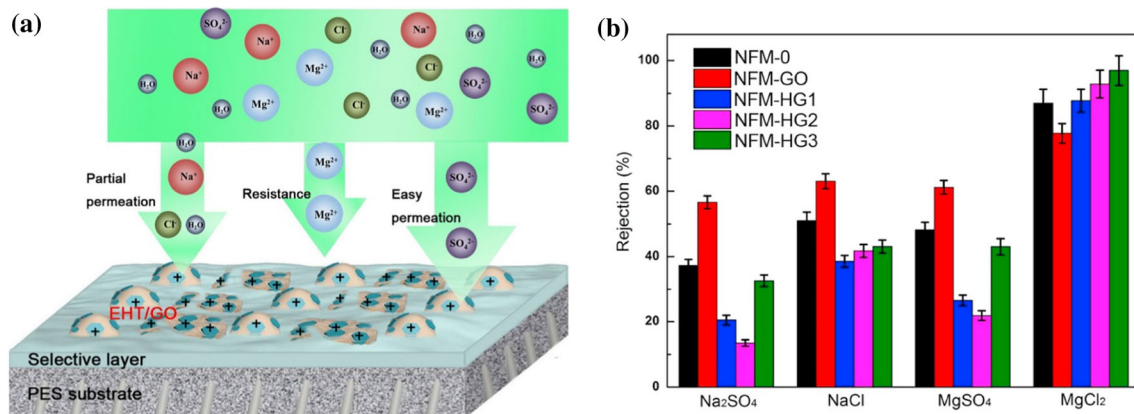 (a)
SO₄²⁻
Na⁺
Cl⁻
Na⁺
H₂O
H₂O
Na⁺
Mg²⁺
H₂O
Cl⁻
SO₄²⁻
H₂O
H₂O
Mg²⁺
Cl⁻
H₂O
Mg²⁺
SO₄²⁻
H₂O
Na⁺
Mg²⁺
SO₄²⁻
Partial
permeation
Resistance
Easy
permeation
Cl⁻
H₂O
Mg²⁺
SO₄²⁻
+ + + + + + + + + + + + + + + + + + + + + +
EHT/GO
Selective layer
PES substrate
(b)
NFM-0
NFM-GO
NFM-HG1
NFM-HG2
NFM-HG3
Rejection (%)
100
80
60
40
20
0
Na₂SO₄ NaCl MgSO₄ MgCl₂